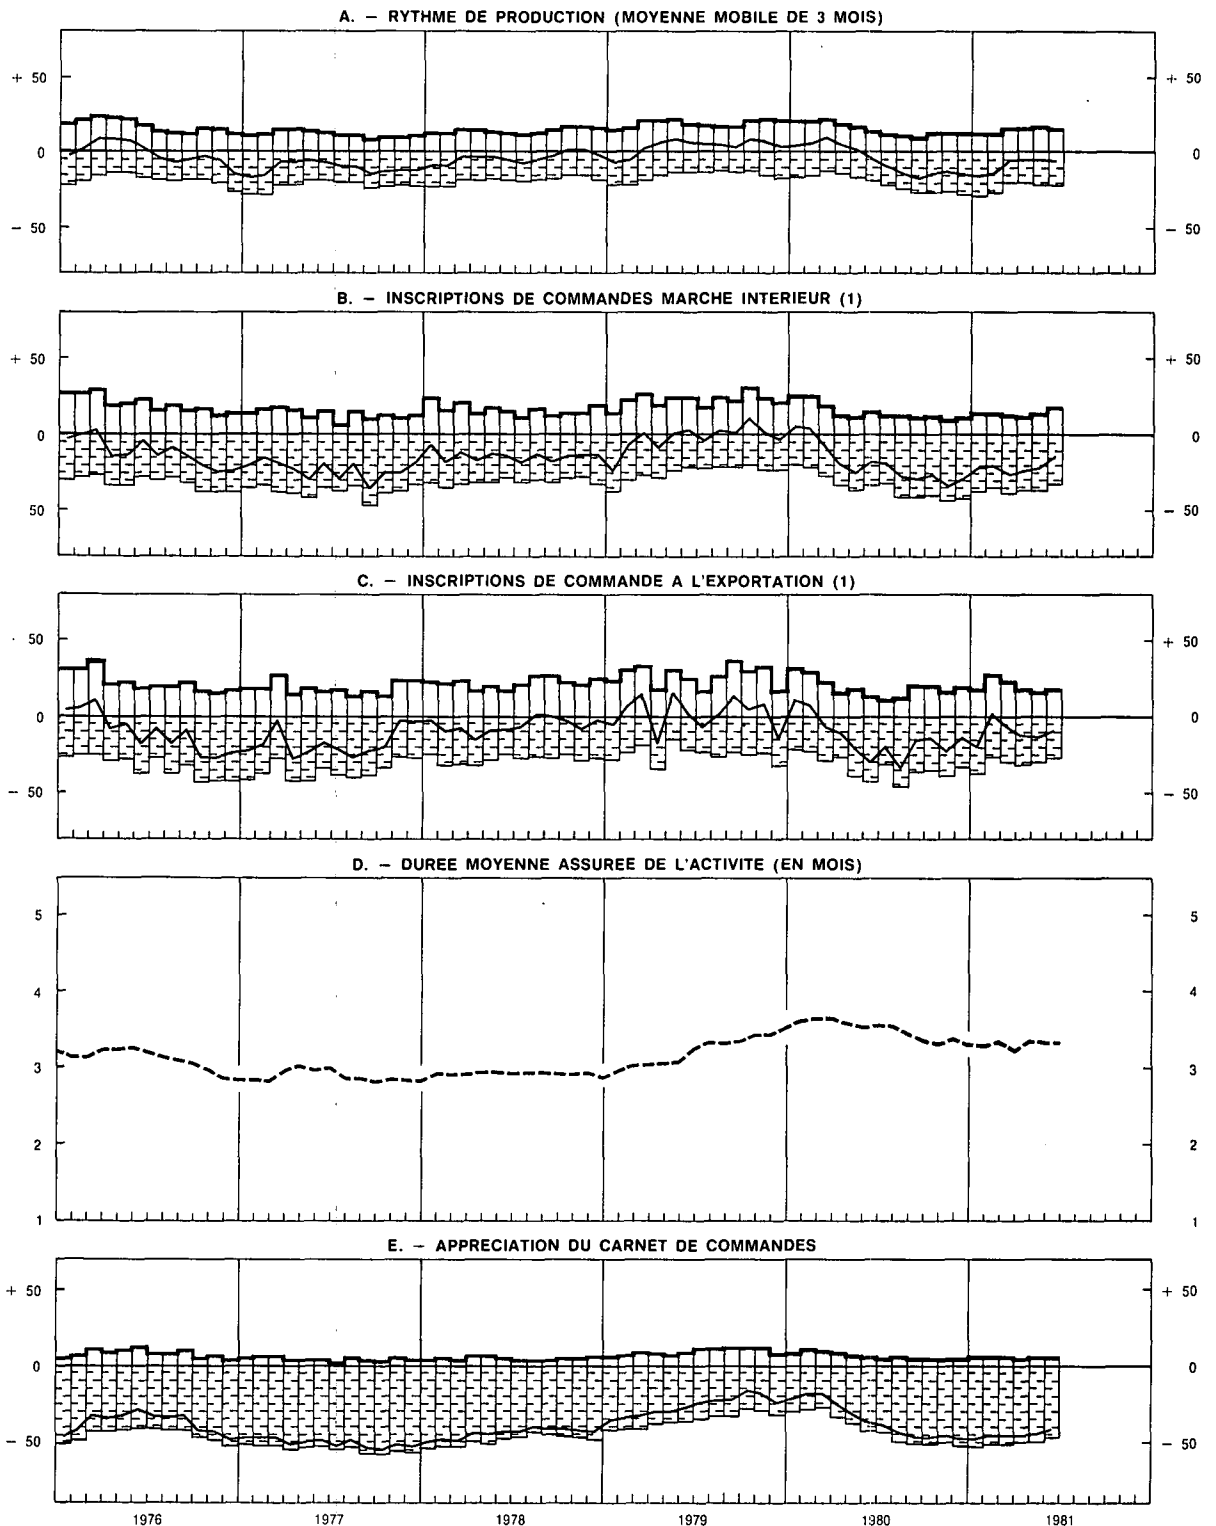 A. – RYTHME DE PRODUCTION (MOYENNE MOBILE DE 3 MOIS)
+ 50 + 50
0 0
– 50 – 50
B. – INSCRIPTIONS DE COMMANDES MARCHE INTERIEUR (1)
+ 50 + 50
0 0
50 – 50
C. – INSCRIPTIONS DE COMMANDE A L'EXPORTATION (1)
50 + 50
0 0
– 50 – 50
D. – DUREE MOYENNE ASSUREE DE L'ACTIVITE (EN MOIS)
5 5
4 4
3 3
2 2
1 1
E. – APPRECIATION DU CARNET DE COMMANDES
+ 50 + 50
0 0
– 50 – 50
1976 1977 1978 1979 1980 1981